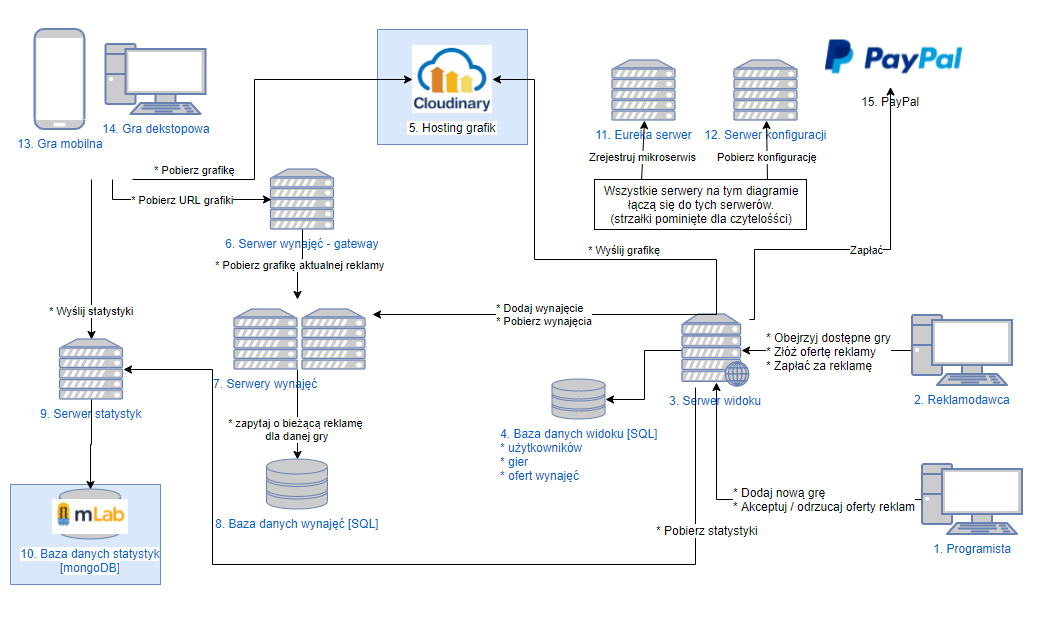 PayPal
15. PayPal
Cloudinary
5. Hosting grafik
14. Gra dekstopowa
13. Gra mobilna
11. Eureka serwer
12. Serwer konfiguracji
Zrejestruj mikroserwis
Pobierz konfigurację
* Pobierz grafikę
Wszystkie serwery na tym diagramie
łączą się do tych serwerów.
(strzałki pominięte dla czytelośści)
* Pobierz URL grafiki
6. Serwer wynajęć - gateway
* Wyślij grafikę
Zapłać
* Pobierz grafikę aktualnej reklamy
* Wyślij statystyki
* Dodaj wynajęcie
* Pobierz wynajęcia
* Obejrzyj dostępne gry
* Złóż ofertę reklamy
* Zapłać za reklamę
7. Serwery wynajęć
3. Serwer widoku
2. Reklamodawca
9. Serwer statystyk
* zapytaj o bieżącą reklamę
dla danej gry
4. Baza danych widoku [SQL]
* użytkowników
* gier
* ofert wynajęć
* Dodaj nową grę
* Akceptuj / odrzucaj oferty reklam
mLab
8. Baza danych wynajęć [SQL]
* Pobierz statystyki
1. Programista
10. Baza danych statystyk
[mongoDB]